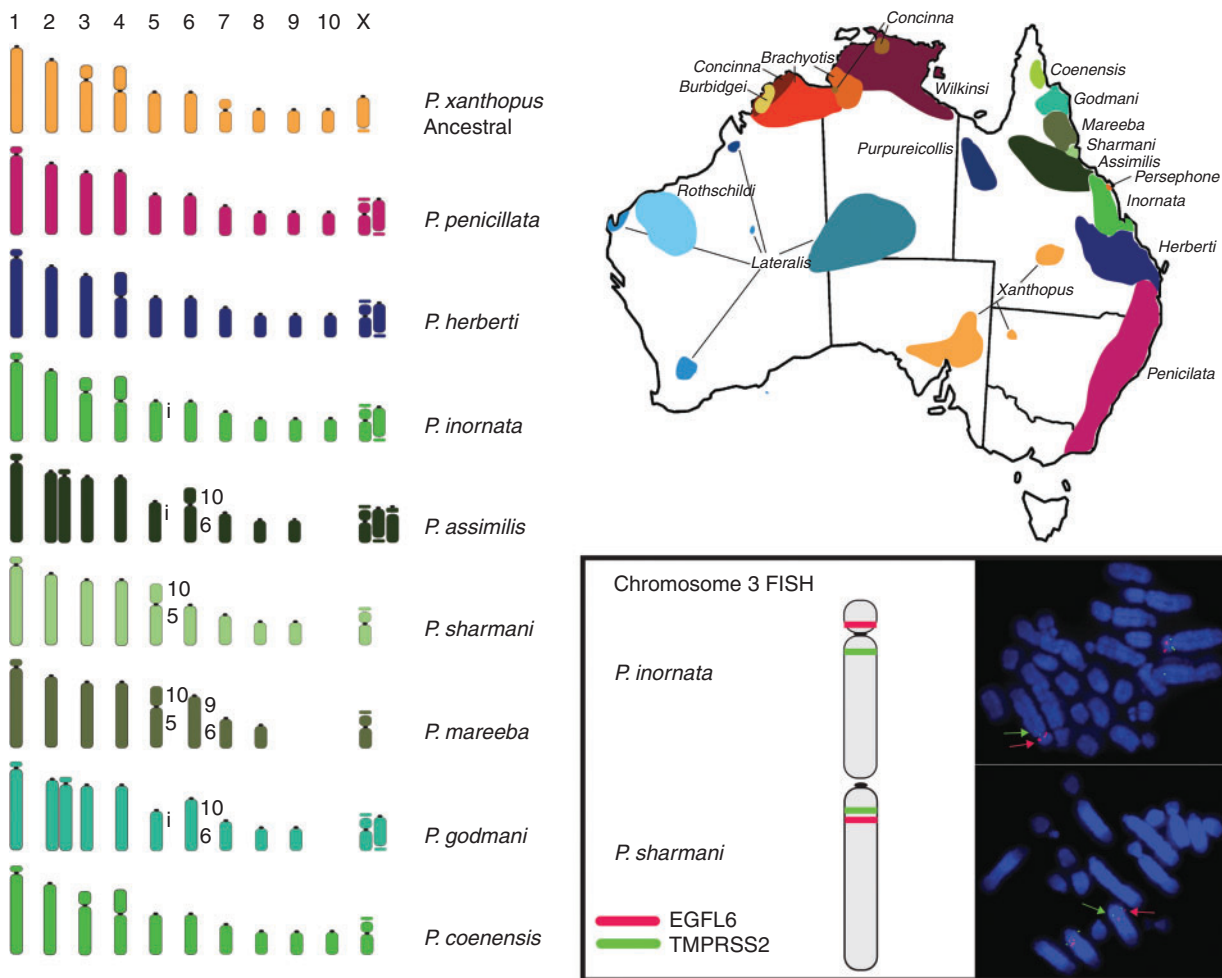 1 2 3 4 5 6 7 8 9 10 X
P. xanthopus
Ancestral
P. penicillata
P. herberti
i
P. inornata
i
10
6
P. assimilis
10
5
P. sharmani
10
5
9
6
P. mareeba
i
10
6
P. godmani
P. coenensis
Concinna
Brachyotis
Concinna
Burbidgei
Wilkinsi
Coenensis
Godmani
Mareeba
Sharmani
Assimilis
Persephone
Inornata
Purpureicollis
Rothschildi
Herberti
Lateralis
Xanthopus
Penicilata
Chromosome 3 FISH
P. inornata
P. sharmani
EGFL6
TMPRSS2